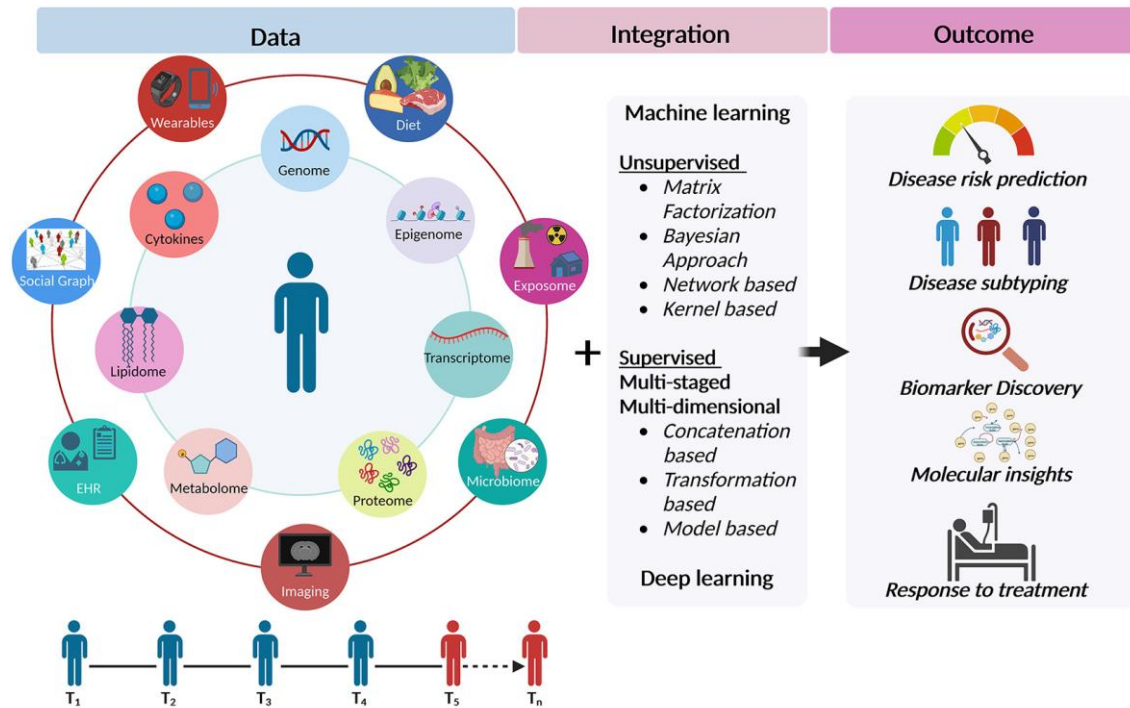 Data
Integration
Outcome
Wearables
Diet
Genome
Cytokines
Epigenome
Social Graph
Exposome
Lipidome
Transcriptome
EHR
Metabolome
Proteome
Microbiome
Imaging
T1
T2
T3
T4
T5
Tn
+
Machine learning
Unsupervised
• Matrix
Factorization
• Bayesian
Approach
• Network based
• Kernel based
Supervised
Multi-staged
Multi-dimensional
• Concatenation
based
• Transformation
based
• Model based
Deep learning
Disease risk prediction
Disease subtyping
Biomarker Discovery
Molecular insights
Response to treatment